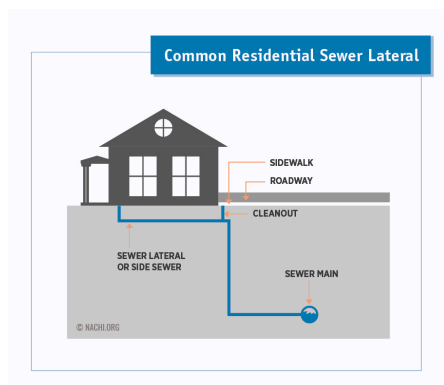 Common Residential Sewer Lateral
SIDEWALK
ROADWAY
CLEANOUT
SEWER LATERAL
OR SIDE SEWER
SEWER MAIN
© NACHI.ORG